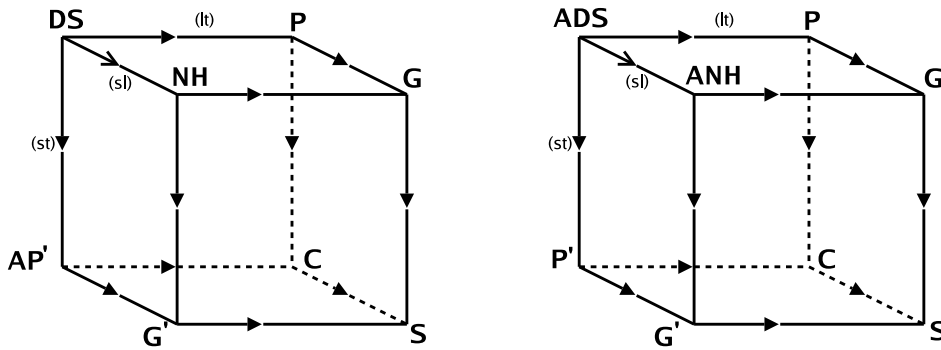 DS
(lt)
P
NH
(sl)
G
(st)
AP'
C
G'
S
ADS
(lt)
P
ANH
(sl)
G
(st)
P'
C
G'
S